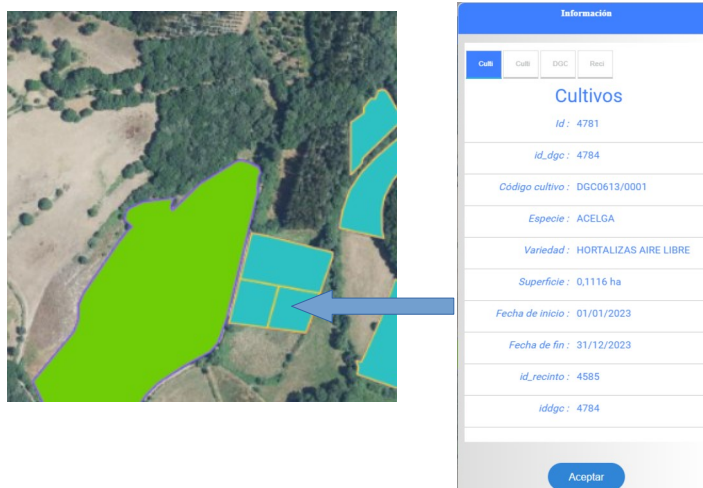 Información
Culti Culti DGC Reci
Cultivos
Id : 4781
id_dgc : 4784
Código cultivo : DGC0613/0001
Especie : ACELGA
Variedad : HORTALIZAS AIRE LIBRE
Superficie : 0,1116 ha
Fecha de inicio : 01/01/2023
Fecha de fin : 31/12/2023
id_recinto : 4585
iddgc : 4784
Aceptar